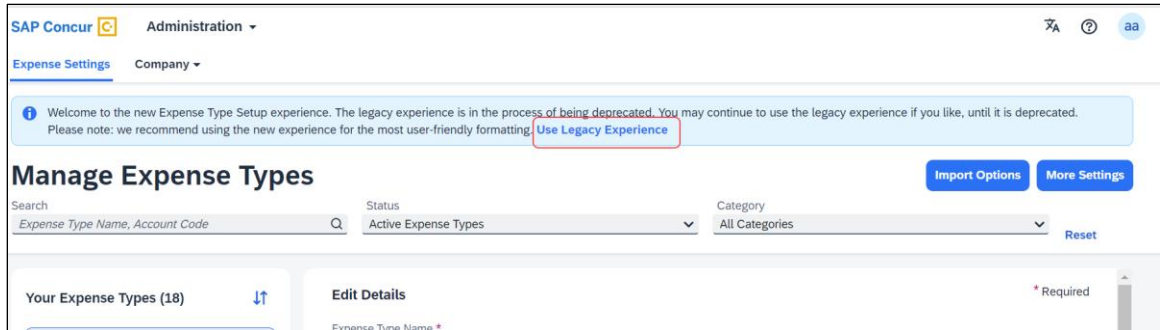 SAP Concur C Administration
aa
Expense Settings Company
Welcome to the new Expense Type Setup experience. The legacy experience is in the process of being deprecated. You may continue to use the legacy experience if you like, until it is deprecated.
Please note: we recommend using the new experience for the most user-friendly formatting. Use Legacy Experience
Manage Expense Types
Import Options More Settings
Search Status Category
Expense Type Name, Account Code Active Expense Types All Categories
Reset
Your Expense Types (18) Edit Details * Required
Expense Type Name *